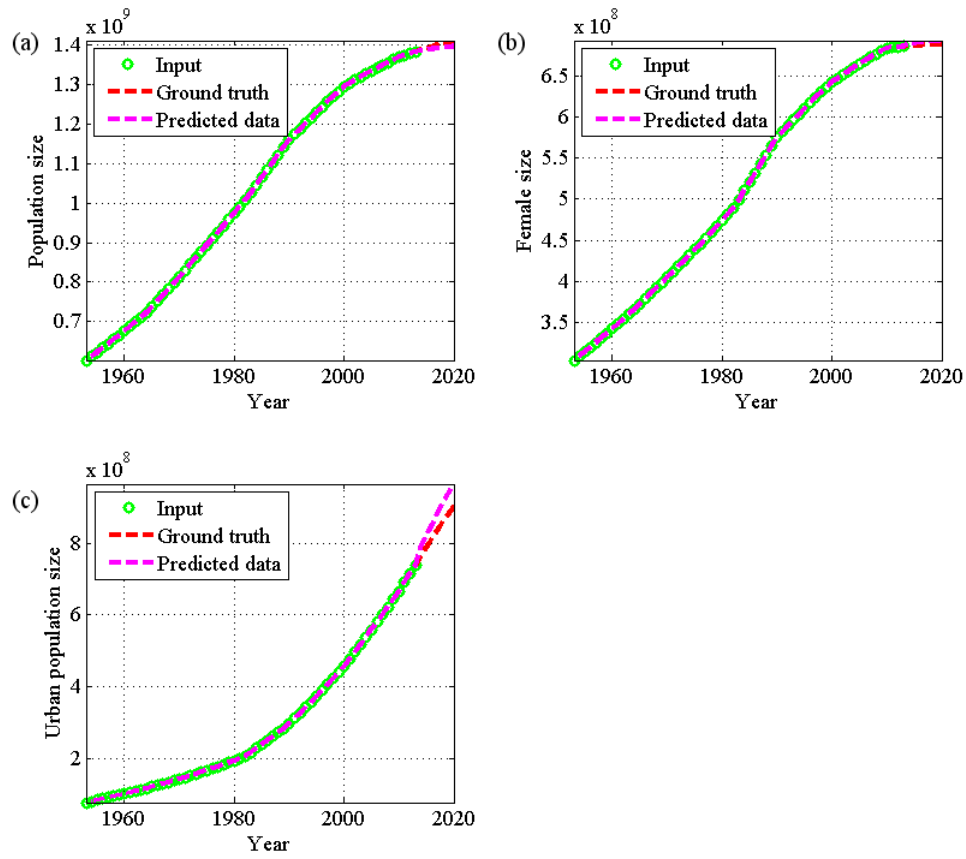 (a)
x 10^9
1.4
1.3
1.2
1.1
1
0.9
0.8
0.7
1960 1980 2000 2020
Year
Population size
Input
Ground truth
Predicted data
(b)
x 10^8
6.5
6
5.5
5
4.5
4
3.5
1960 1980 2000 2020
Year
Female size
Input
Ground truth
Predicted data
(c)
x 10^8
8
6
4
2
1960 1980 2000 2020
Year
Urban population size
Input
Ground truth
Predicted data